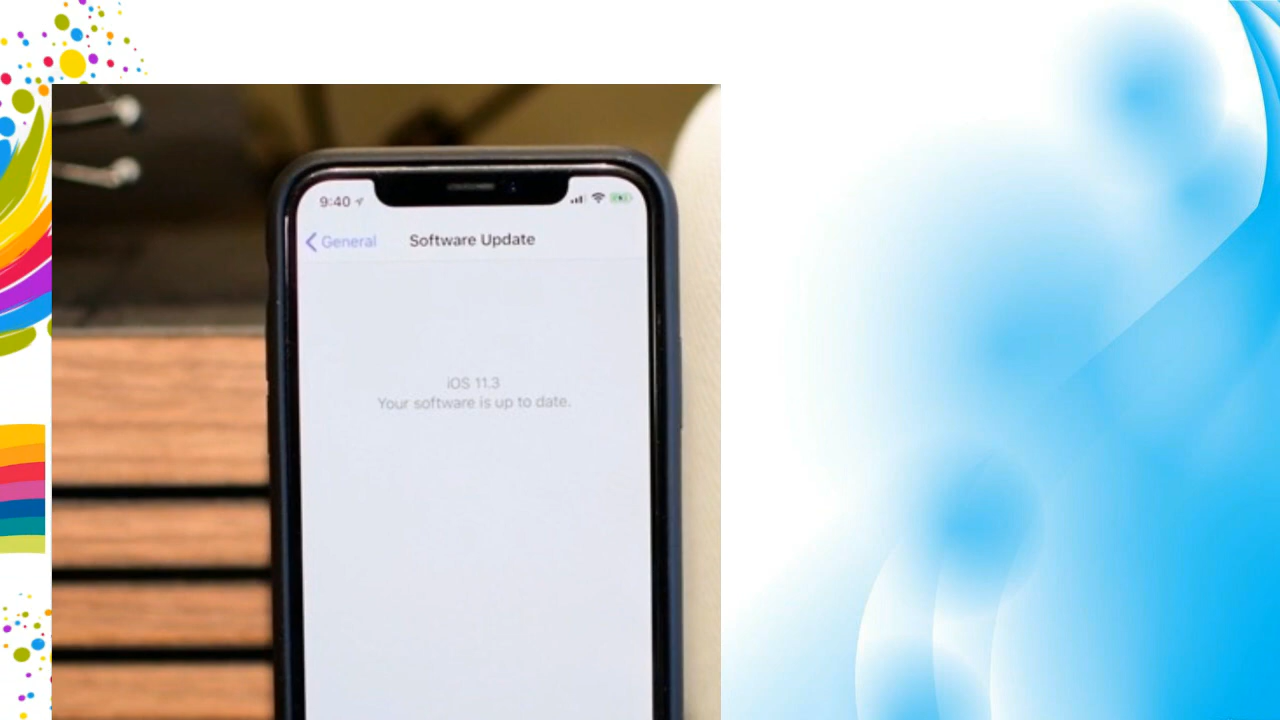 9:40
General
Software Update
iOS 11.3
Your software is up to date.